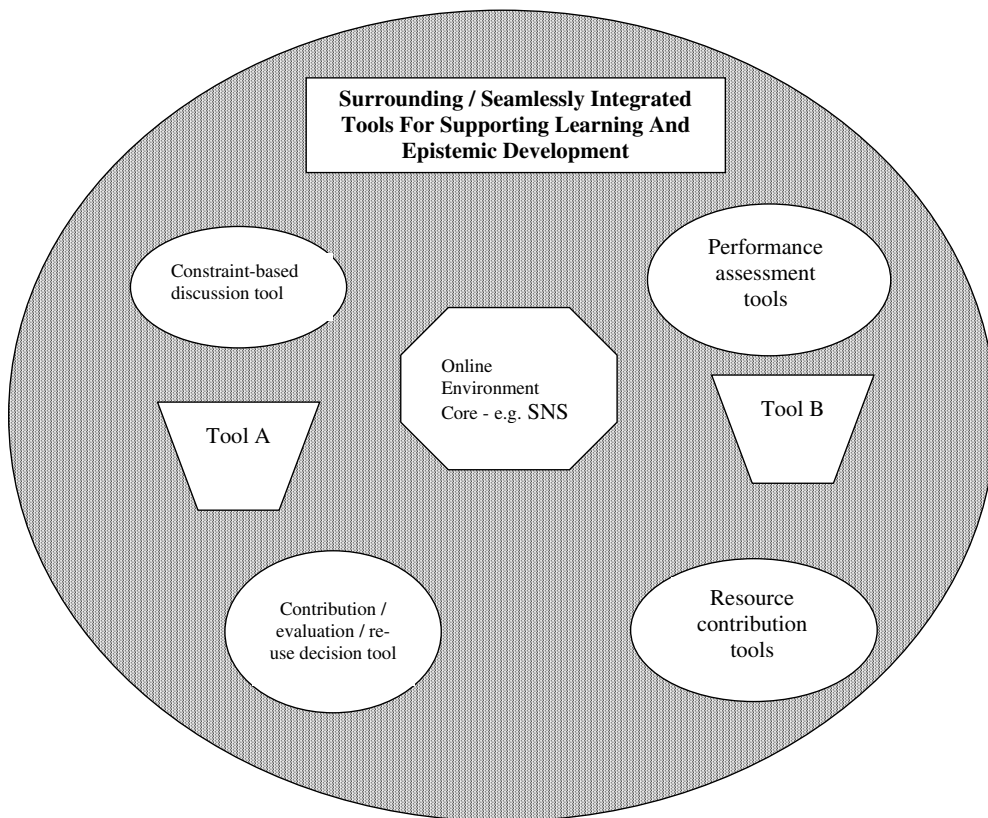 Surrounding / Seamlessly Integrated
Tools For Supporting Learning And
Epistemic Development
Constraint-based
discussion tool
Performance
assessment
tools
Online
Environment
Core - e.g. SNS
Tool A
Tool B
Contribution /
evaluation / re-
use decision tool
Resource
contribution
tools